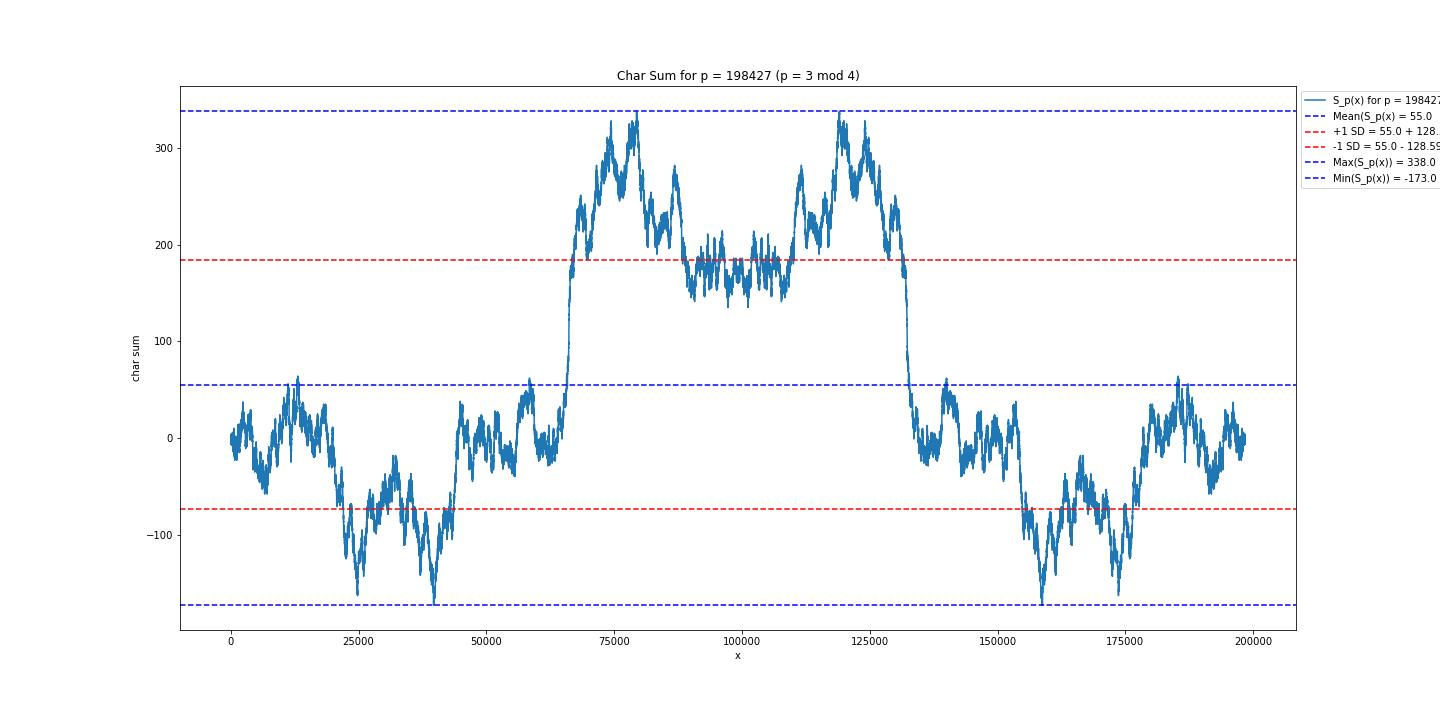 Char Sum for p = 198427 (p = 3 mod 4)
S_p(x) for p = 198427
Mean(S_p(x) = 55.0
+1 SD = 55.0 + 128.
-1 SD = 55.0 - 128.59
Max(S_p(x)) = 338.0
Min(S_p(x)) = -173.0
300
200
100
0
−100
char sum
0 25000 50000 75000 100000 125000 150000 175000 200000
x